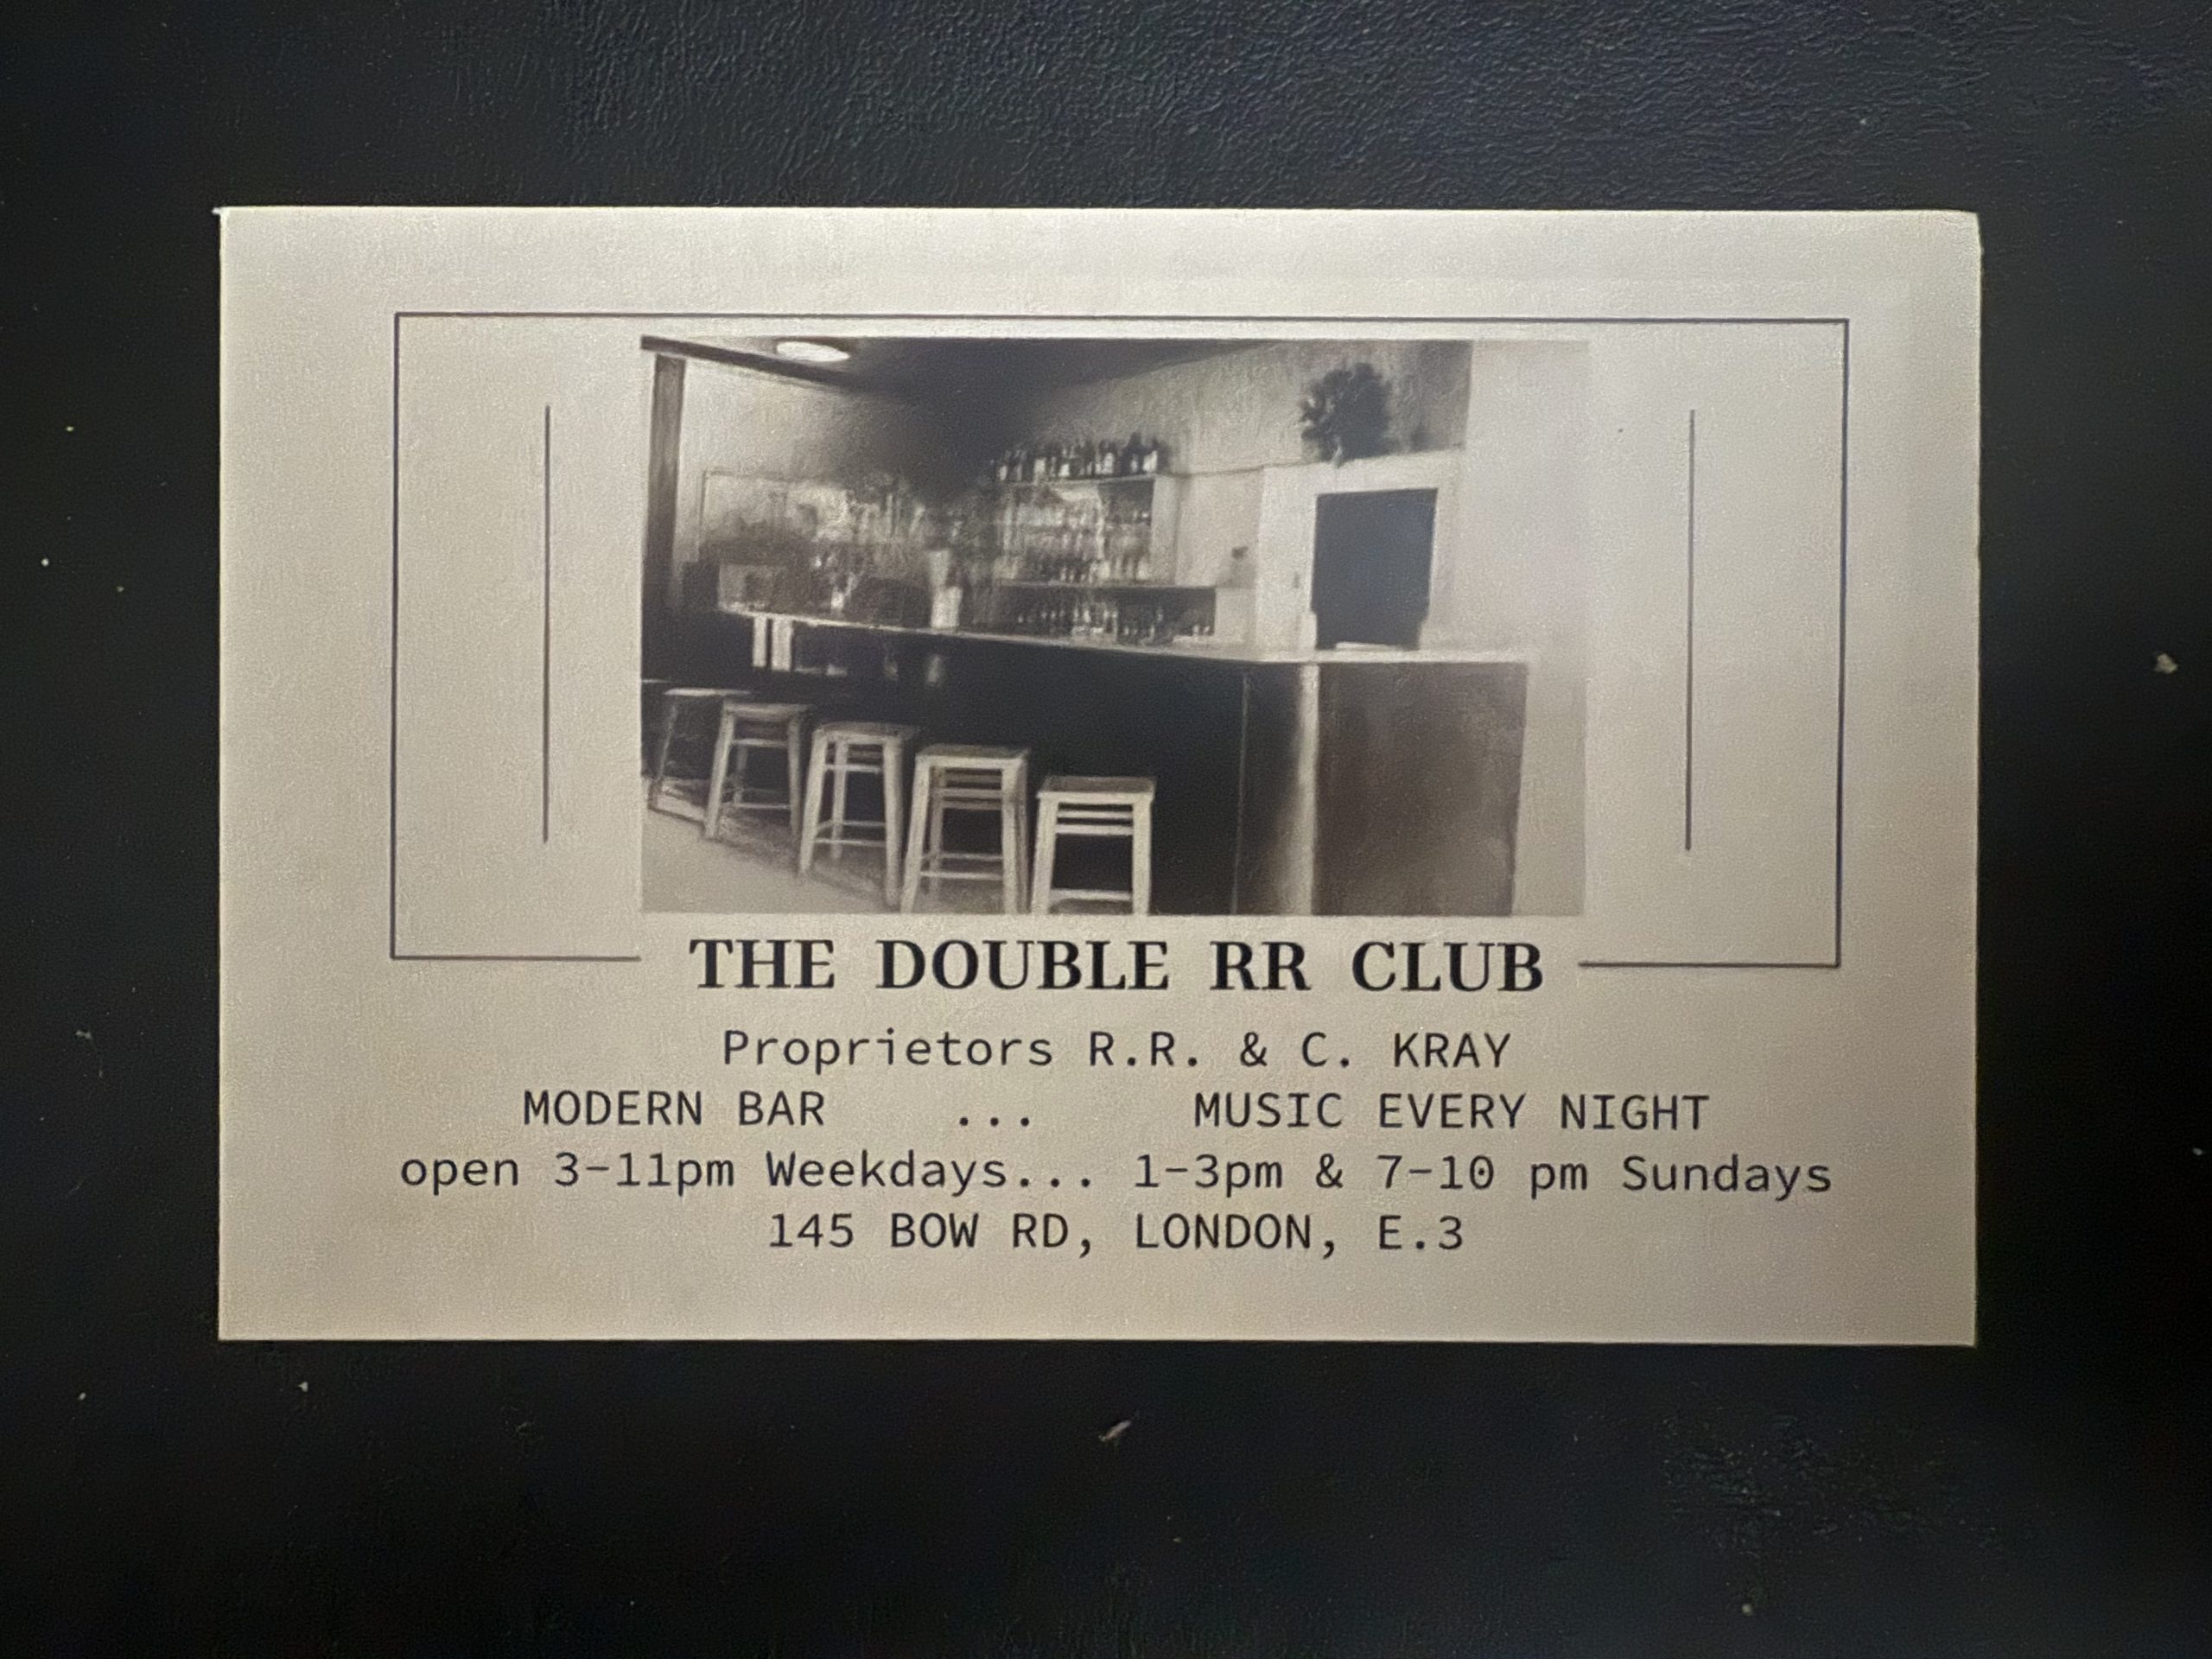 THE DOUBLE RR CLUB
Proprietors R.R. & C. KRAY
MODERN BAR ... MUSIC EVERY NIGHT
open 3-11pm Weekdays... 1-3pm & 7-10 pm Sundays
145 BOW RD, LONDON, E.3